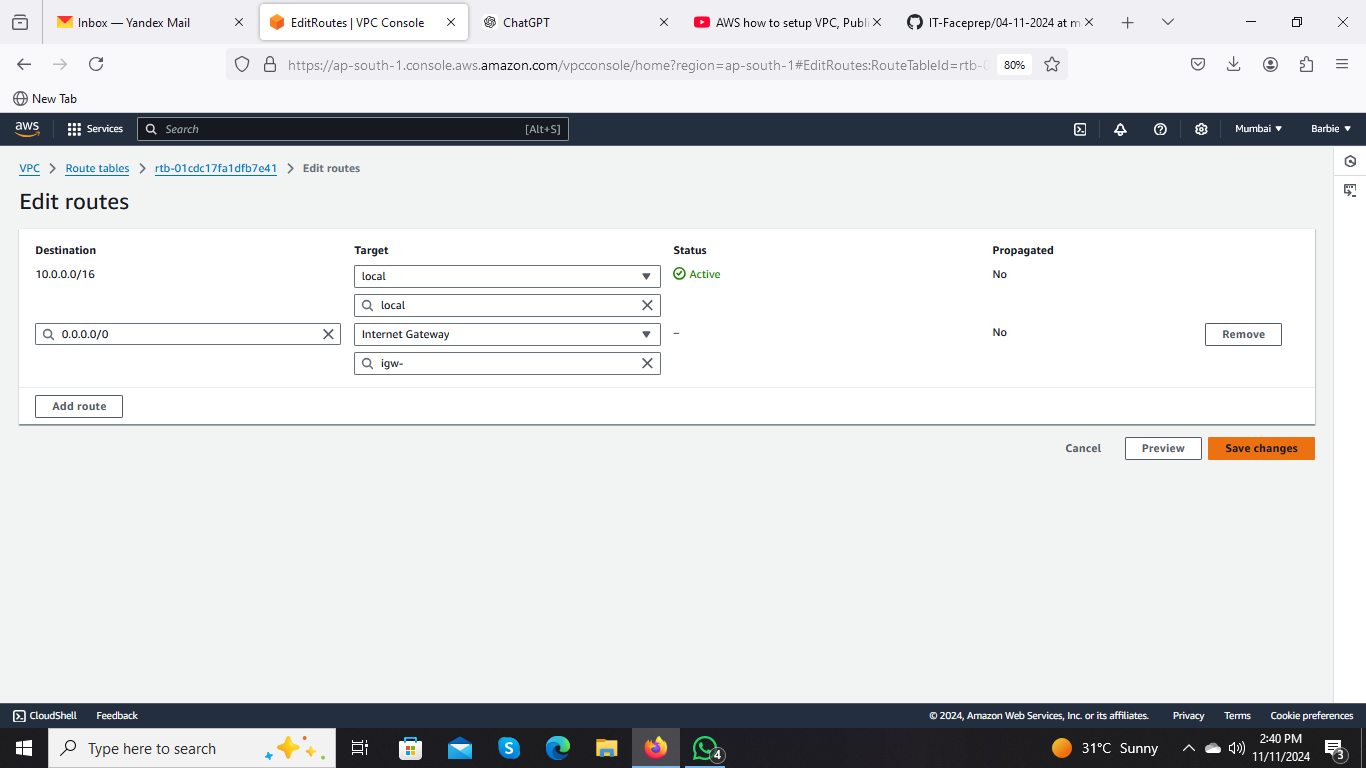 Inbox — Yandex Mail
EditRoutes | VPC Console
ChatGPT
AWS how to setup VPC, Publi
IT-Faceprep/04-11-2024 at m
https://ap-south-1.console.aws.amazon.com/vpcconsole/home?region=ap-south-1#EditRoutes:RouteTableId=rtb-0
80%
New Tab
aws
Services
Search
[Alt+S]
Mumbai
Barbie
VPC
Route tables
rtb-01cdc17fa1dfb7e41
Edit routes
Edit routes
Destination
Target
Status
Propagated
10.0.0.0/16
local
Active
No
local
0.0.0.0/0
Internet Gateway
–
No
Remove
igw-
Add route
Cancel
Preview
Save changes
CloudShell
Feedback
© 2024, Amazon Web Services, Inc. or its affiliates.
Privacy
Terms
Cookie preferences
Type here to search
4
31°C Sunny
2:40 PM
11/11/2024
3